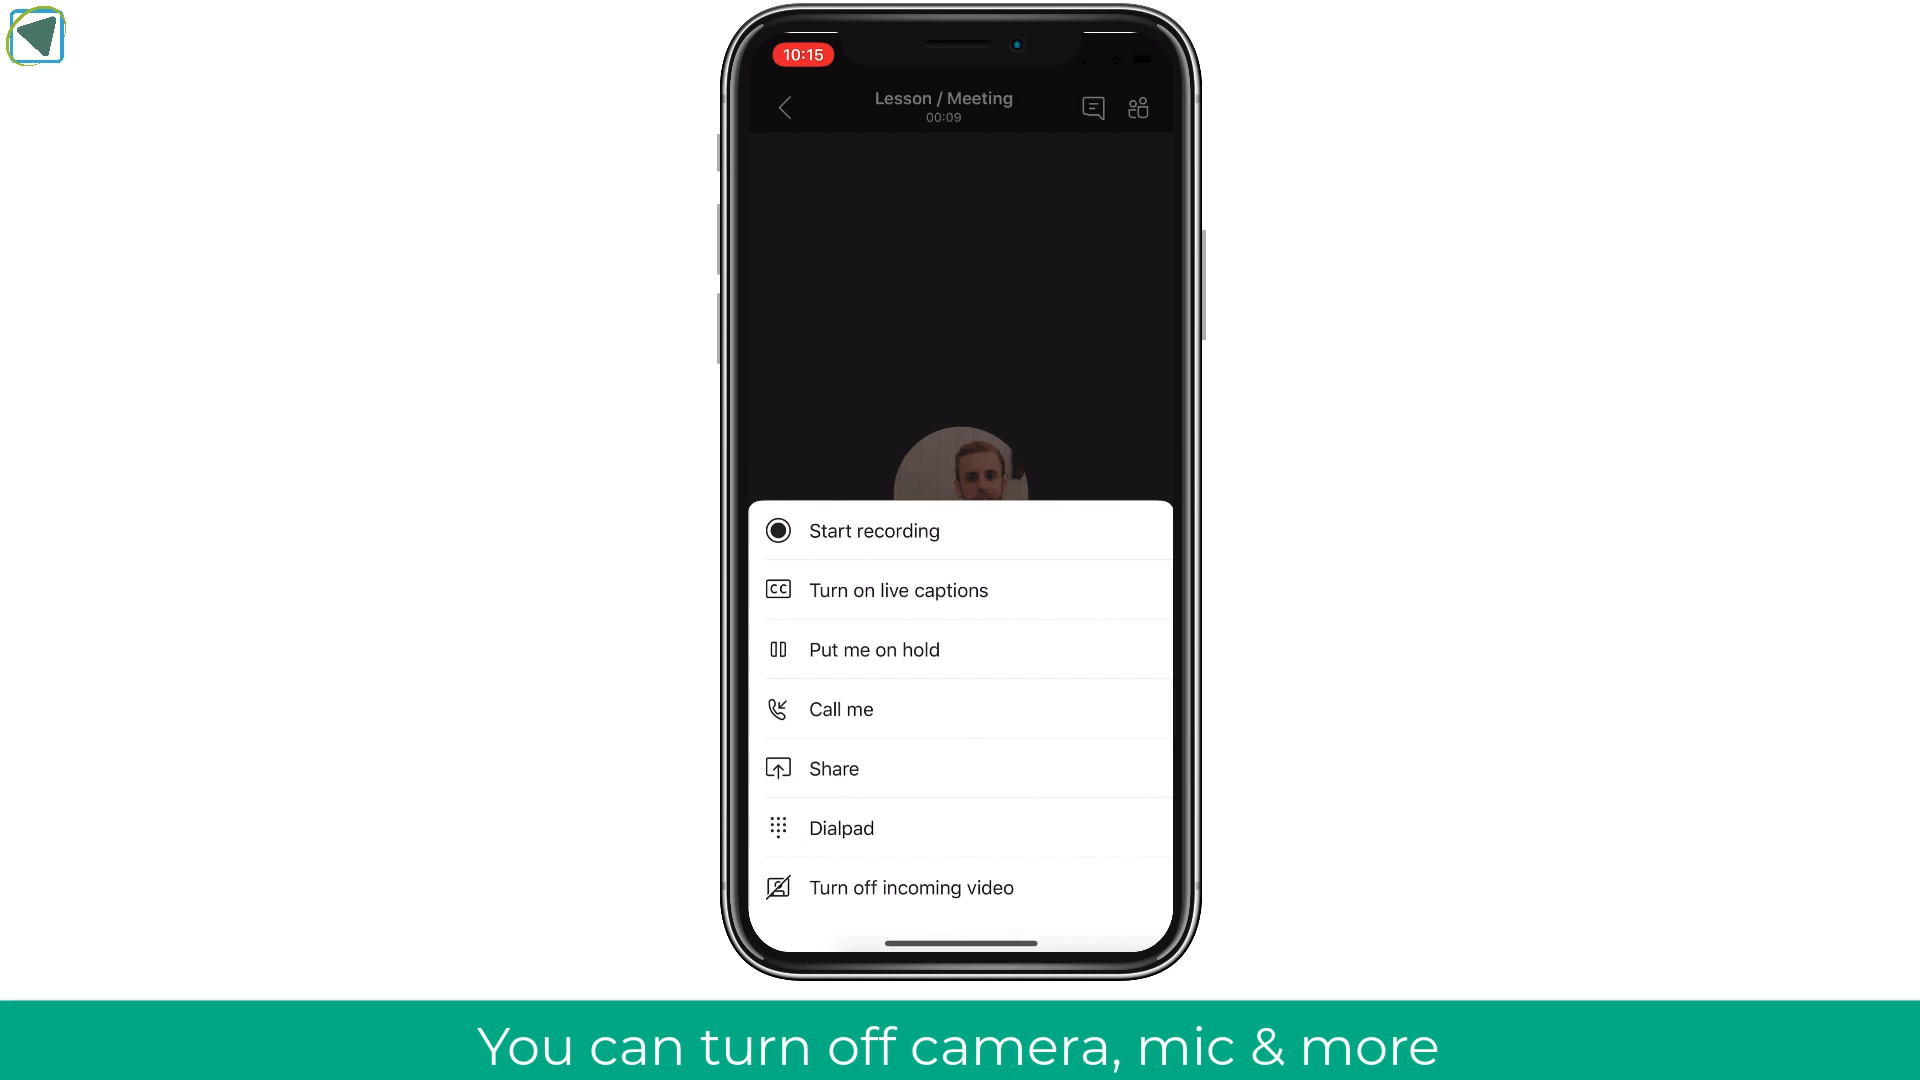 10:15
Lesson / Meeting
00:09
Start recording
CC Turn on live captions
Put me on hold
Call me
Share
Dialpad
Turn off incoming video
You can turn off camera, mic & more